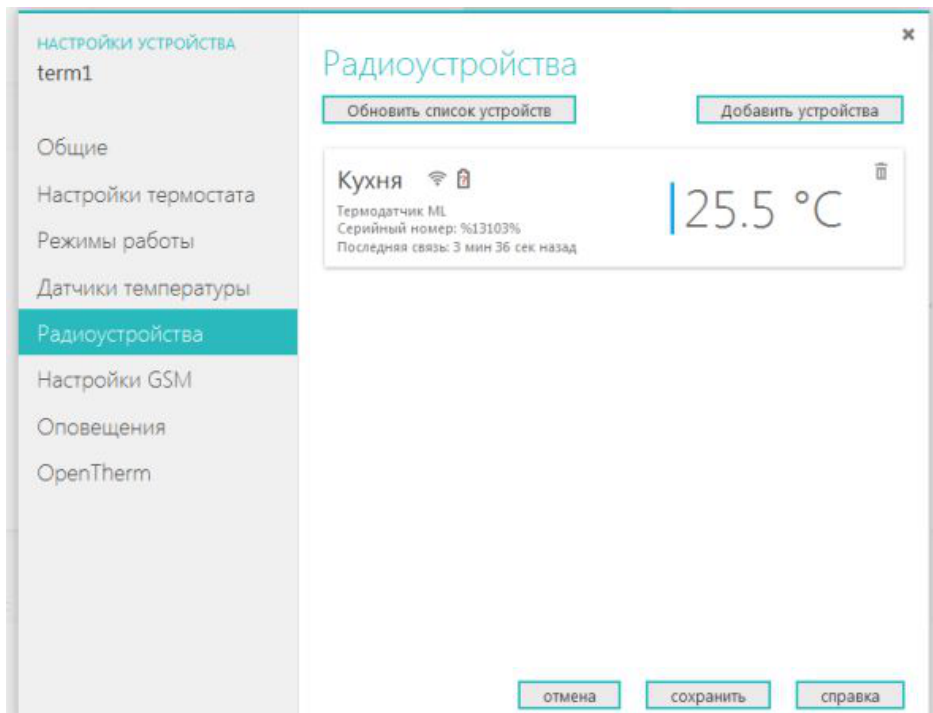 НАСТРОЙКИ УСТРОЙСТВА
term1
Общие
Настройки термостата
Режимы работы
Датчики температуры
Радиоустройства
Настройки GSM
Оповещения
OpenTherm
Радиоустройства
Обновить список устройств
Добавить устройства
Кухня
Термодатчик ML
Серийный номер: %13103%
Последняя связь: 3 мин 36 сек назад
25.5 °C
отмена
сохранить
справка